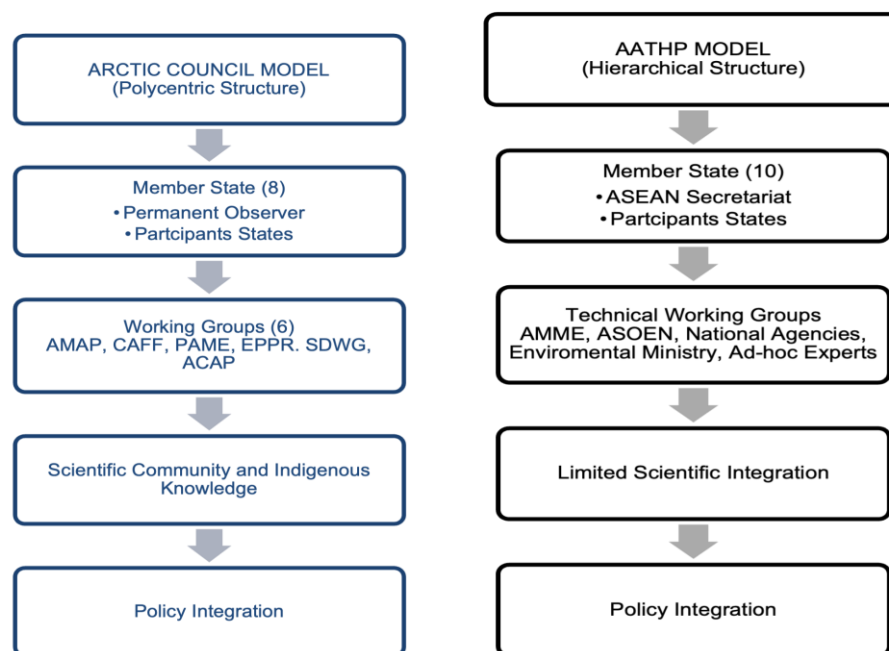 ARCTIC COUNCIL MODEL
(Polycentric Structure)
Member State (8)
•Permanent Observer
•Partcipants States
Working Groups (6)
AMAP, CAFF, PAME, EPPR. SDWG,
ACAP
Scientific Community and Indigenous
Knowledge
Policy Integration
AATHP MODEL
(Hierarchical Structure)
Member State (10)
•ASEAN Secretariat
•Partcipants States
Technical Working Groups
AMME, ASOEN, National Agencies,
Enviromental Ministry, Ad-hoc Experts
Limited Scientific Integration
Policy Integration